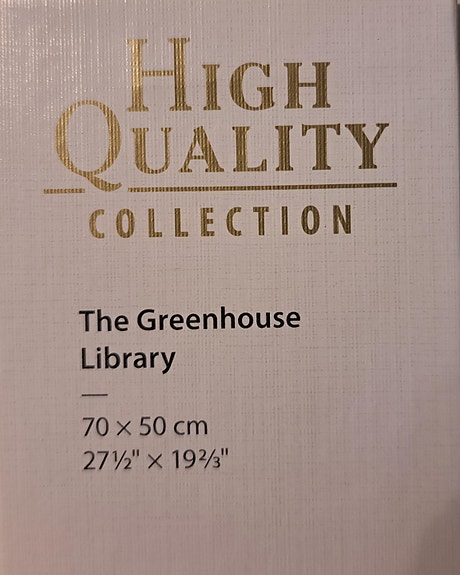 HIGH
QUALITY
COLLECTION
The Greenhouse
Library
—
70 × 50 cm
27½" × 19⅔"